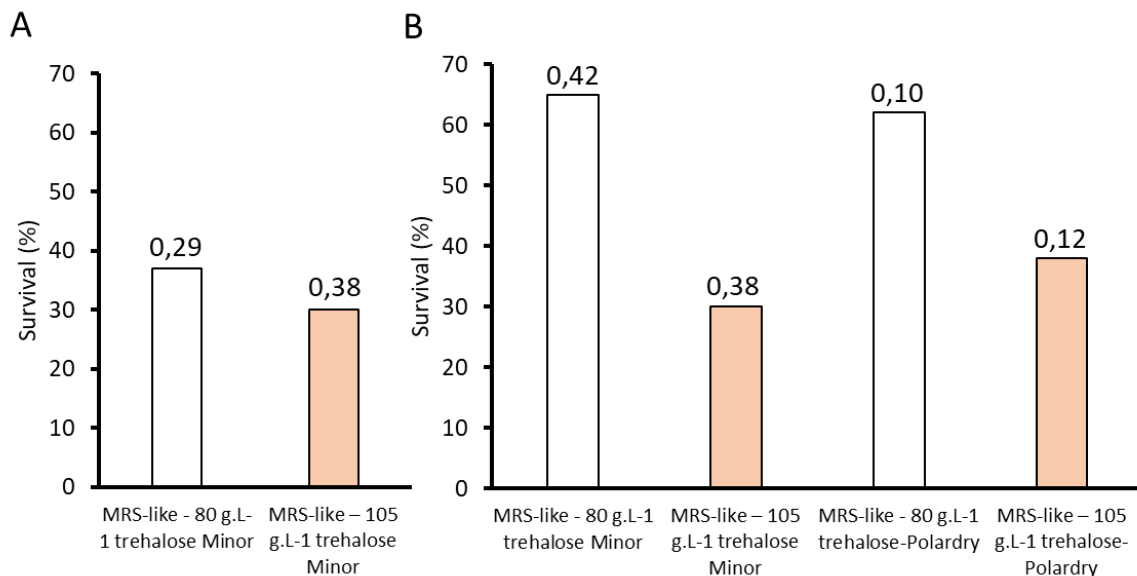 A
Survival (%)
70
60
50
40
30
20
10
0
0,29
0,38
MRS-like - 80 g.L-
1 trehalose Minor
MRS-like – 105
g.L-1 trehalose
Minor
B
Survival (%)
70
60
50
40
30
20
10
0
0,42
0,38
0,10
0,12
MRS-like - 80 g.L-1
trehalose Minor
MRS-like – 105
g.L-1 trehalose
Minor
MRS-like - 80 g.L-1
trehalose-Polardry
MRS-like – 105
g.L-1 trehalose-
Polardry